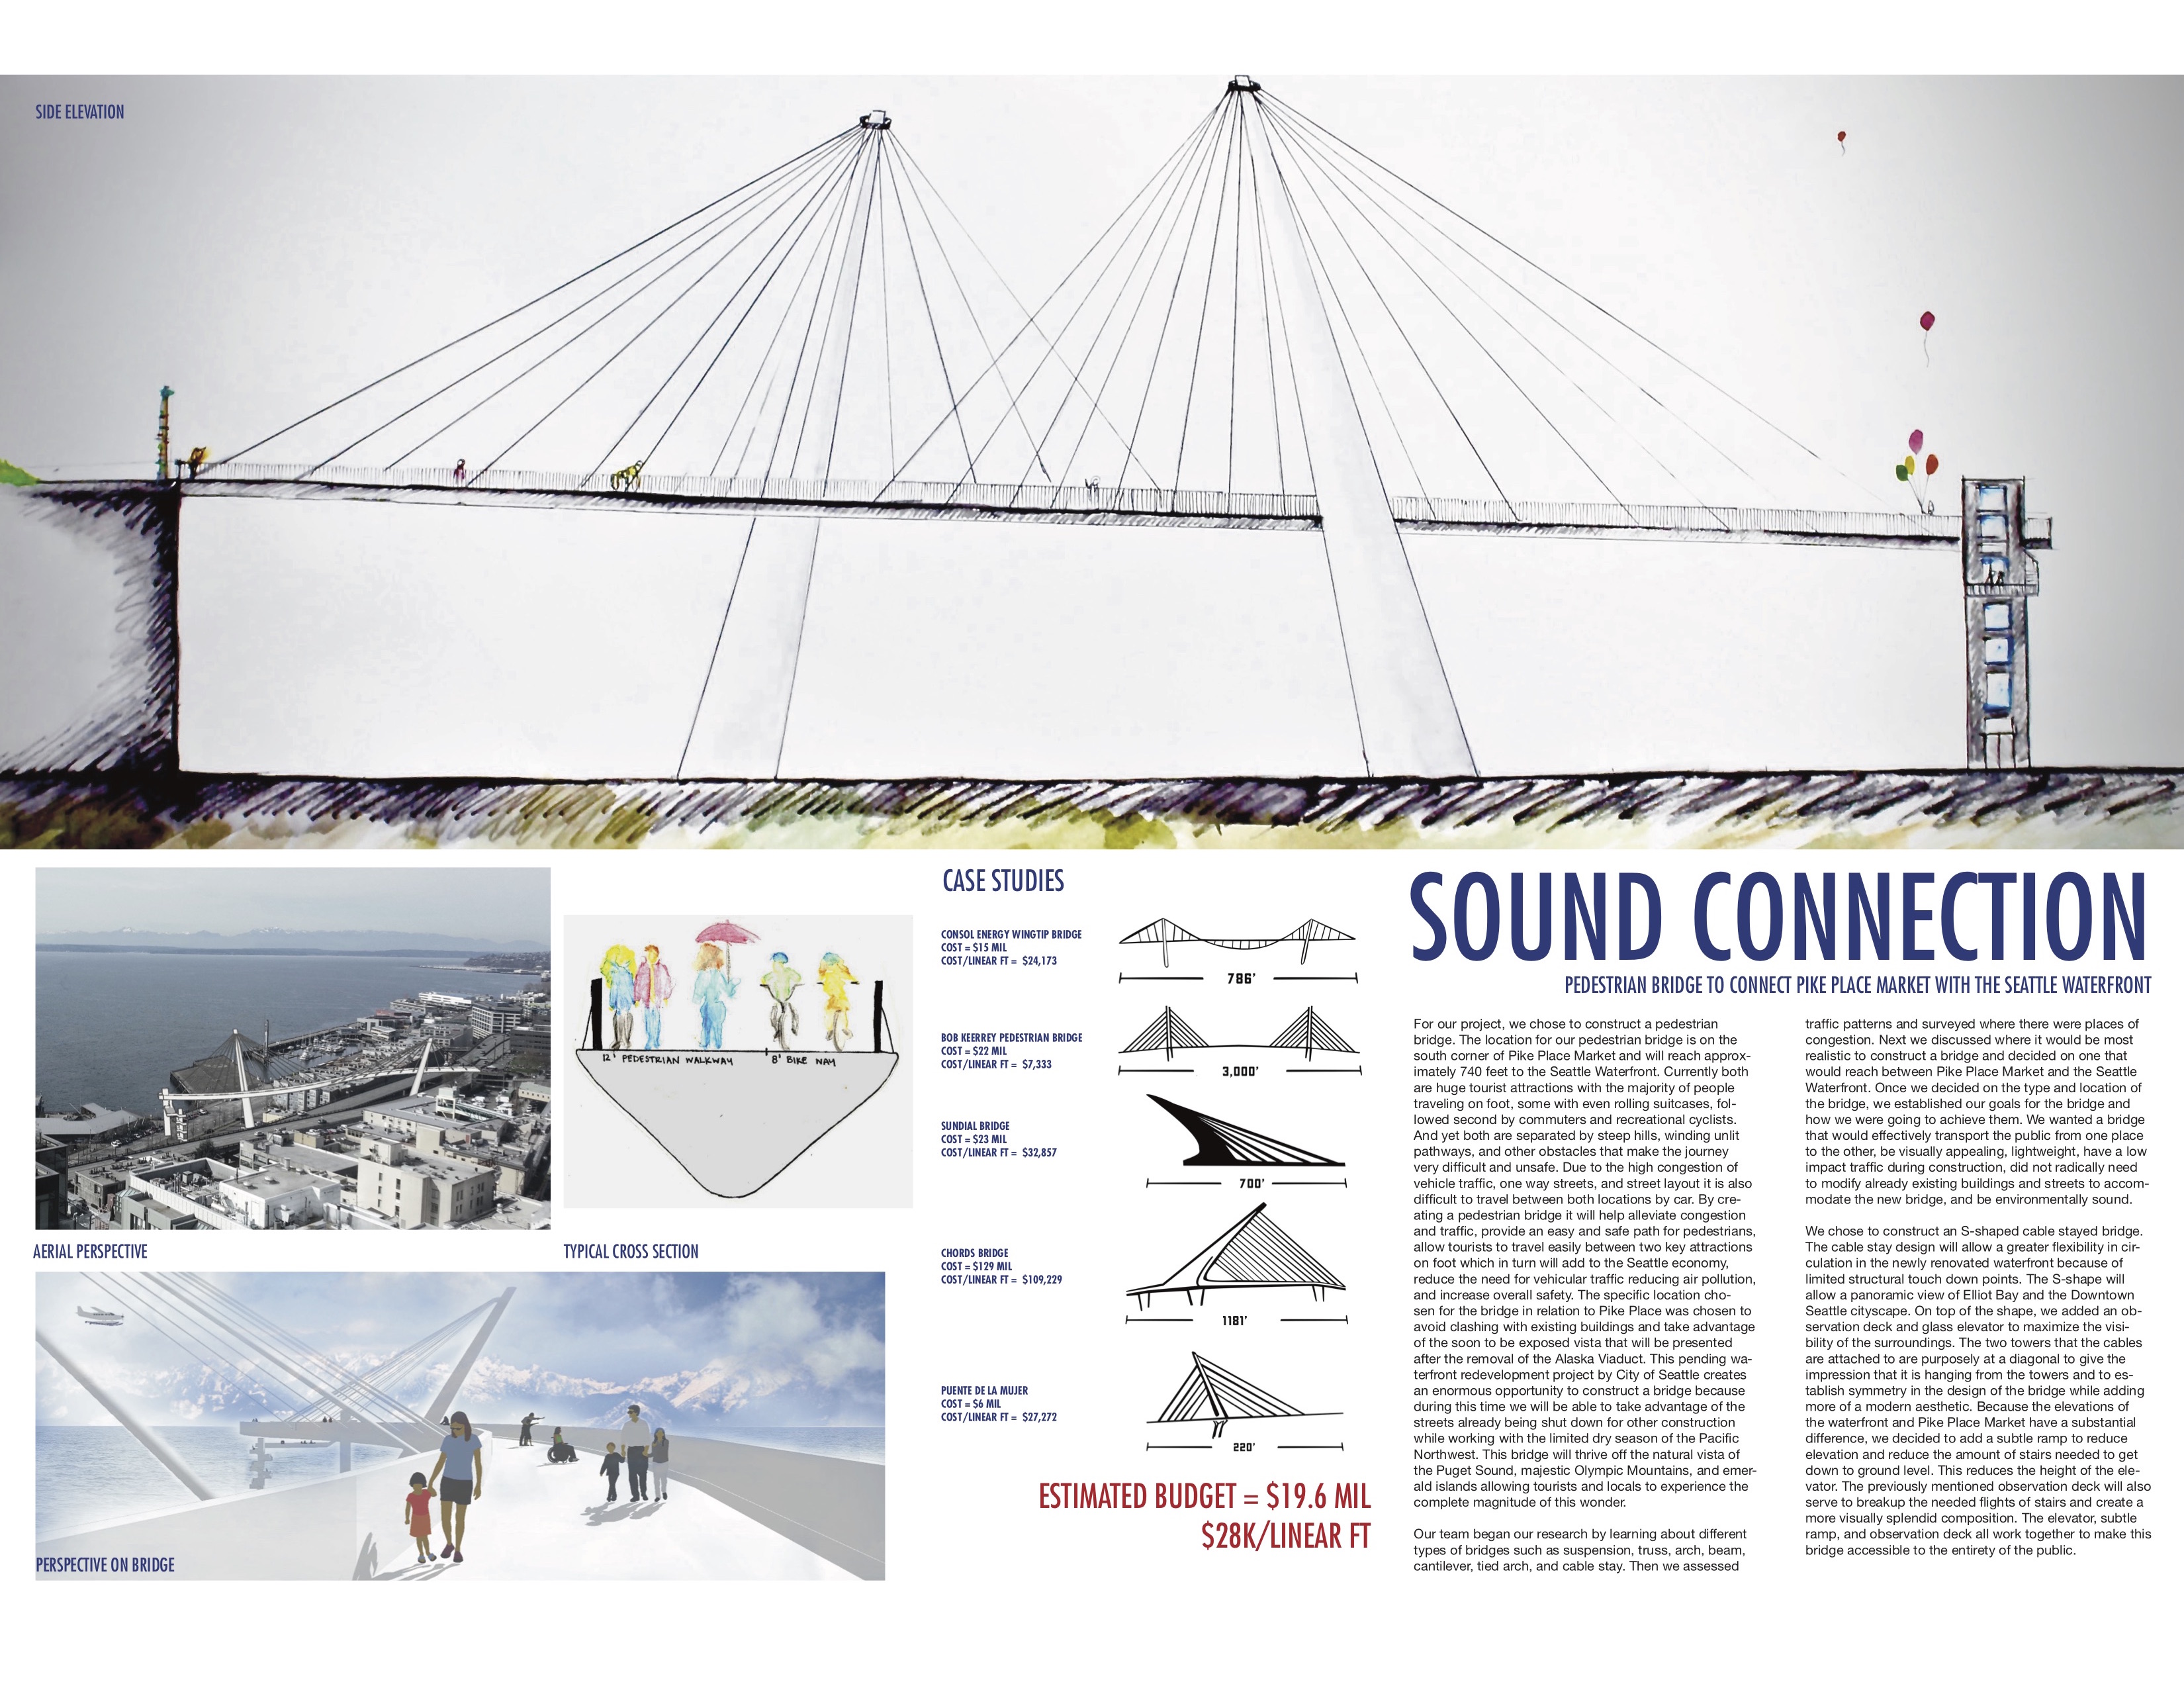 SIDE ELEVATION
AERIAL PERSPECTIVE
12' PEDESTRIAN WALKWAY
8' BIKE WAY
TYPICAL CROSS SECTION
PERSPECTIVE ON BRIDGE
CASE STUDIES
CONSOL ENERGY WINGTIP BRIDGE
COST = $15 MIL
COST/LINEAR FT = $24,173
786'
BOB KEERREY PEDESTRIAN BRIDGE
COST = $22 MIL
COST/LINEAR FT = $7,333
3,000'
SUNDIAL BRIDGE
COST = $23 MIL
COST/LINEAR FT = $32,857
700'
CHORDS BRIDGE
COST = $129 MIL
COST/LINEAR FT = $109,229
1181'
PUENTE DE LA MUJER
COST = $6 MIL
COST/LINEAR FT = $27,272
220'
ESTIMATED BUDGET = $19.6 MIL
$28K/LINEAR FT
SOUND CONNECTION
PEDESTRIAN BRIDGE TO CONNECT PIKE PLACE MARKET WITH THE SEATTLE WATERFRONT
For our project, we chose to construct a pedestrian
bridge. The location for our pedestrian bridge is on the
south corner of Pike Place Market and will reach approx-
imately 740 feet to the Seattle Waterfront. Currently both
are huge tourist attractions with the majority of people
traveling on foot, some with even rolling suitcases, fol-
lowed second by commuters and recreational cyclists.
And yet both are separated by steep hills, winding unlit
pathways, and other obstacles that make the journey
very difficult and unsafe. Due to the high congestion of
vehicle traffic, one way streets, and street layout it is also
difficult to travel between both locations by car. By cre-
ating a pedestrian bridge it will help alleviate congestion
and traffic, provide an easy and safe path for pedestrians,
allow tourists to travel easily between two key attractions
on foot which in turn will add to the Seattle economy,
reduce the need for vehicular traffic reducing air pollution,
and increase overall safety. The specific location cho-
sen for the bridge in relation to Pike Place was chosen to
avoid clashing with existing buildings and take advantage
of the soon to be exposed vista that will be presented
after the removal of the Alaska Viaduct. This pending wa-
terfront redevelopment project by City of Seattle creates
an enormous opportunity to construct a bridge because
during this time we will be able to take advantage of the
streets already being shut down for other construction
while working with the limited dry season of the Pacific
Northwest. This bridge will thrive off the natural vista of
the Puget Sound, majestic Olympic Mountains, and emer-
ald islands allowing tourists and locals to experience the
complete magnitude of this wonder.
Our team began our research by learning about different
types of bridges such as suspension, truss, arch, beam,
cantilever, tied arch, and cable stay. Then we assessed
traffic patterns and surveyed where there were places of
congestion. Next we discussed where it would be most
realistic to construct a bridge and decided on one that
would reach between Pike Place Market and the Seattle
Waterfront. Once we decided on the type and location of
the bridge, we established our goals for the bridge and
how we were going to achieve them. We wanted a bridge
that would effectively transport the public from one place
to the other, be visually appealing, lightweight, have a low
impact traffic during construction, did not radically need
to modify already existing buildings and streets to accom-
modate the new bridge, and be environmentally sound.
We chose to construct an S-shaped cable stayed bridge.
The cable stay design will allow a greater flexibility in cir-
culation in the newly renovated waterfront because of
limited structural touch down points. The S-shape will
allow a panoramic view of Elliot Bay and the Downtown
Seattle cityscape. On top of the shape, we added an ob-
servation deck and glass elevator to maximize the visi-
bility of the surroundings. The two towers that the cables
are attached to are purposely at a diagonal to give the
impression that it is hanging from the towers and to es-
tablish symmetry in the design of the bridge while adding
more of a modern aesthetic. Because the elevations of
the waterfront and Pike Place Market have a substantial
difference, we decided to add a subtle ramp to reduce
elevation and reduce the amount of stairs needed to get
down to ground level. This reduces the height of the ele-
vator. The previously mentioned observation deck will also
serve to breakup the needed flights of stairs and create a
more visually splendid composition. The elevator, subtle
ramp, and observation deck all work together to make this
bridge accessible to the entirety of the public.